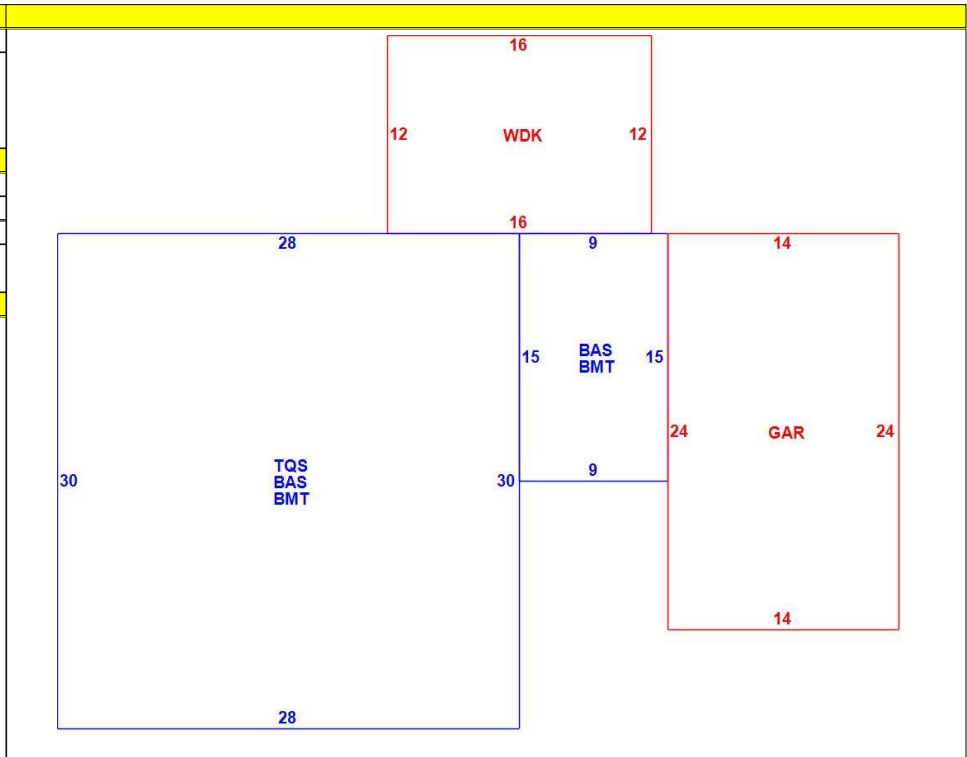 16
12 WDK 12
16
28 9 14
15 BAS 15
BMT
24 GAR 24
TQS
30 BAS 30
BMT
9
14
28